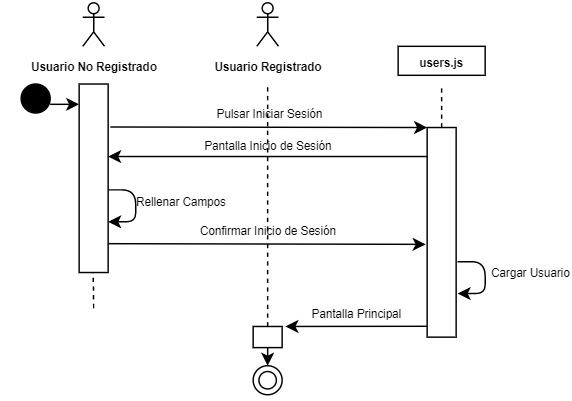 Usuario No Registrado
Usuario Registrado
users.js
Pulsar Iniciar Sesión
Pantalla Inicio de Sesión
Rellenar Campos
Confirmar Inicio de Sesión
Cargar Usuario
Pantalla Principal